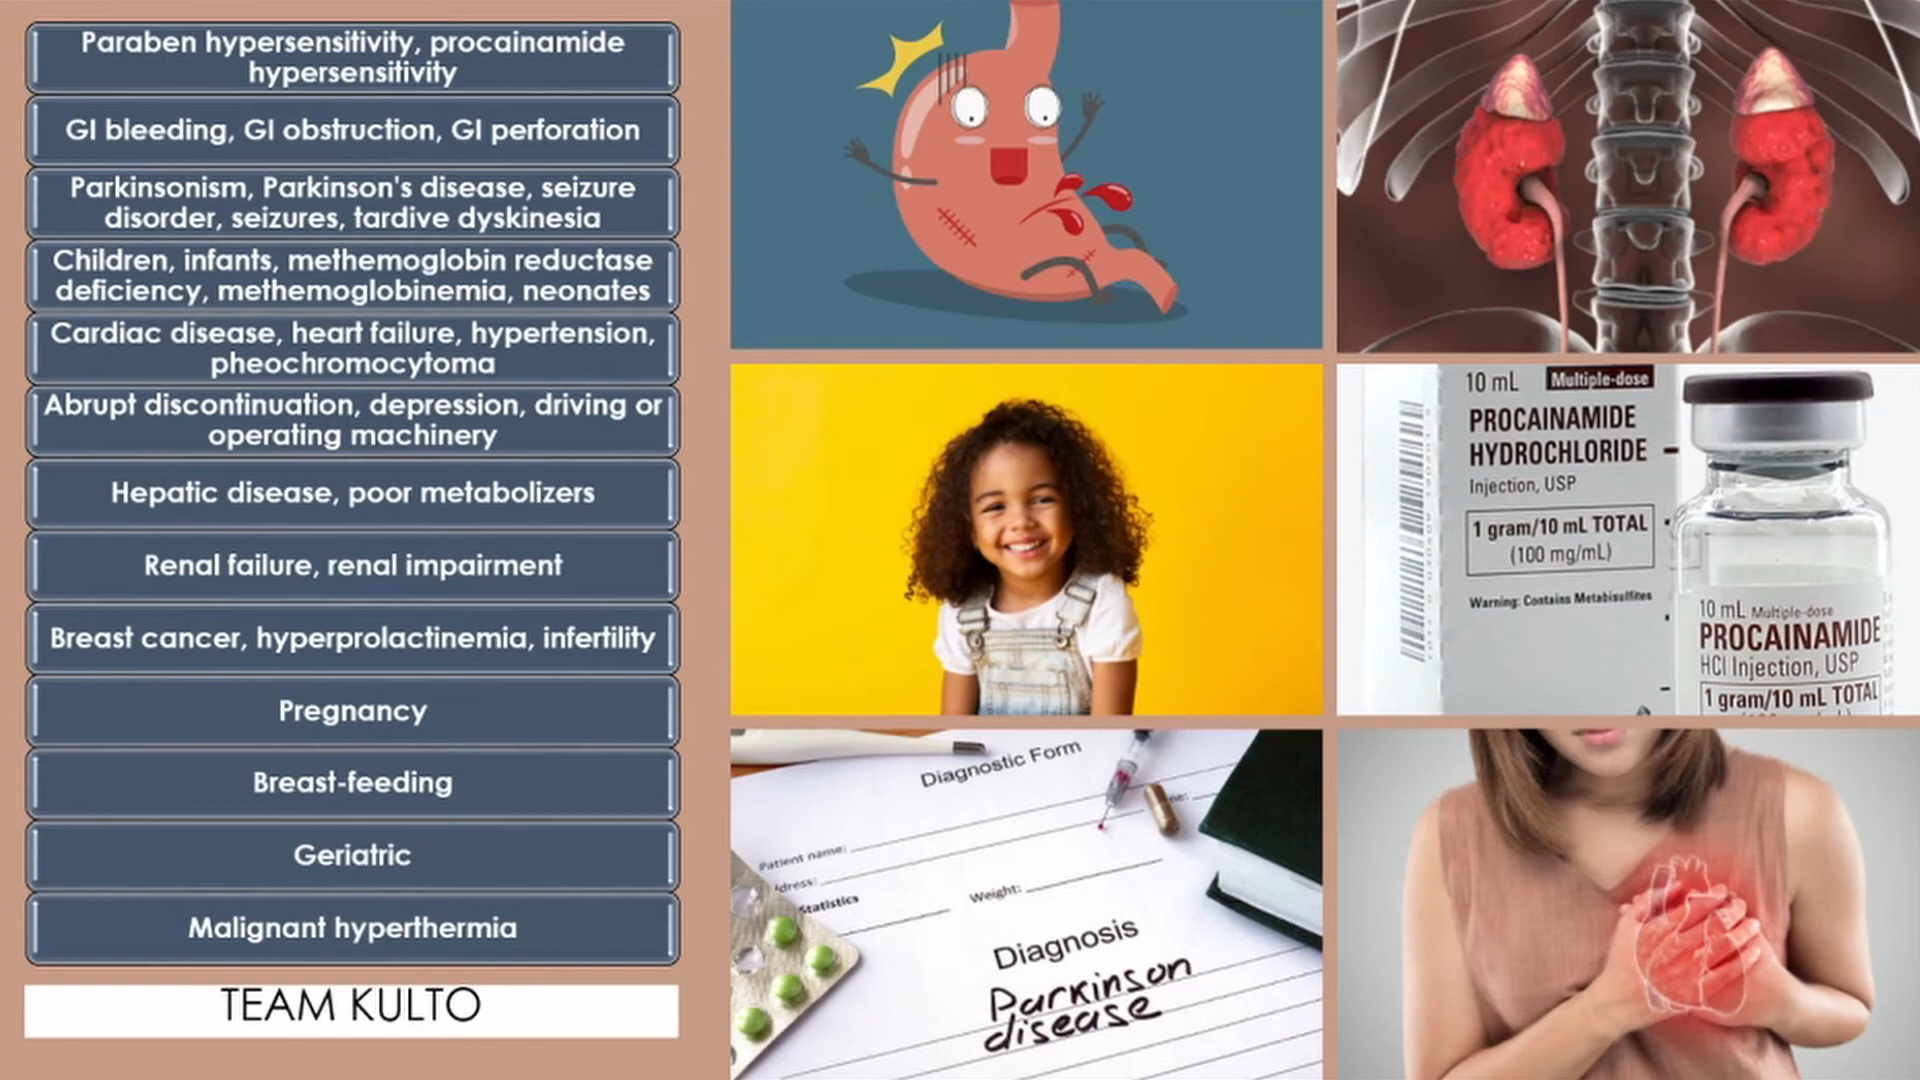 Paraben hypersensitivity, procainamide
hypersensitivity
GI bleeding, GI obstruction, GI perforation
Parkinsonism, Parkinson's disease, seizure
disorder, seizures, tardive dyskinesia
Children, infants, methemoglobin reductase
deficiency, methemoglobinemia, neonates
Cardiac disease, heart failure, hypertension,
pheochromocytoma
Abrupt discontinuation, depression, driving or
operating machinery
Hepatic disease, poor metabolizers
Renal failure, renal impairment
Breast cancer, hyperprolactinemia, infertility
Pregnancy
Breast-feeding
Geriatric
Malignant hyperthermia
TEAM KULTO
10 mL Multiple-dose
PROCAINAMIDE
HYDROCHLORIDE
Injection, USP
1 gram/10 mL TOTAL
(100 mg/mL)
Warning: Contains Metabisulfites
10 mL Multiple-dose
PROCAINAMIDE
HCI Injection, USP
1 gram/10 mL TOTAL
Diagnostic Form
Patient name:
dress:
Statistics
Weight:
Diagnosis
Parkinson
disease